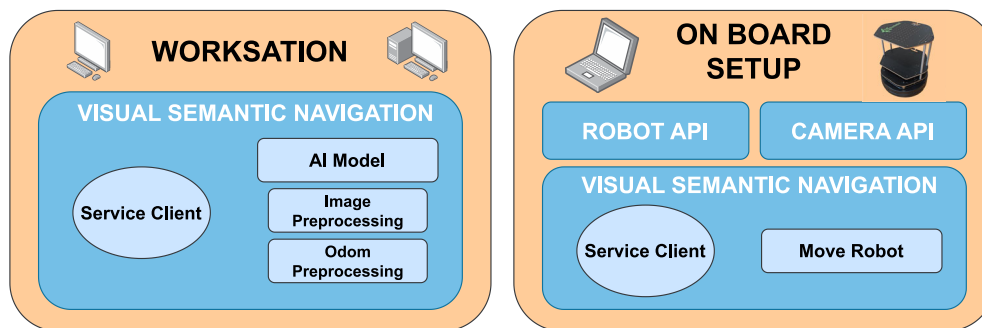 WORKSATION
VISUAL SEMANTIC NAVIGATION
AI Model
Service Client
Image
Preprocessing
Odom
Preprocessing
ON BOARD
SETUP
ROBOT API
CAMERA API
VISUAL SEMANTIC NAVIGATION
Service Client
Move Robot